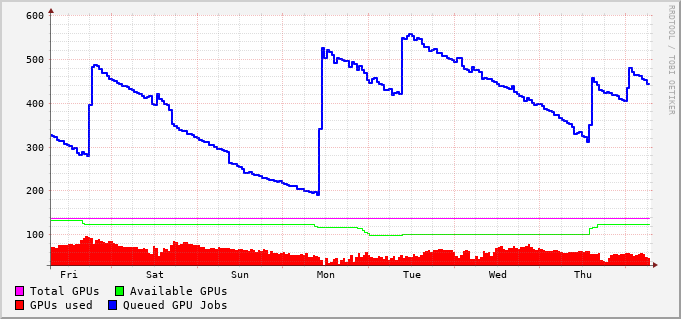 600
500
400
300
200
100
Fri Sat Sun Mon Tue Wed Thu
Total GPUs Available GPUs
GPUs used Queued GPU Jobs
RRDTOOL / TOBI OETIKER